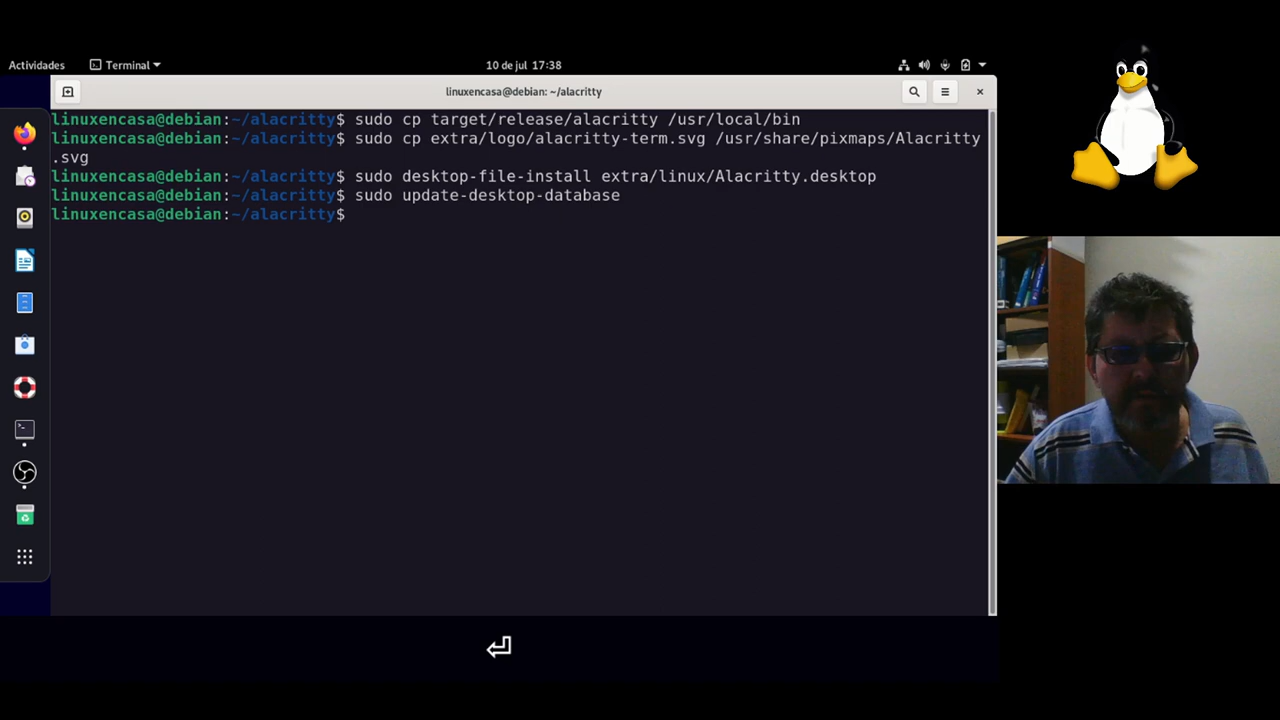 Actividades
Terminal
10 de jul 17:38
linuxencasa@debian: ~/alacritty
linuxencasa@debian:~/alacritty$ sudo cp target/release/alacritty /usr/local/bin
linuxencasa@debian:~/alacritty$ sudo cp extra/logo/alacritty-term.svg /usr/share/pixmaps/Alacritty
.svg
linuxencasa@debian:~/alacritty$ sudo desktop-file-install extra/linux/Alacritty.desktop
linuxencasa@debian:~/alacritty$ sudo update-desktop-database
linuxencasa@debian:~/alacritty$